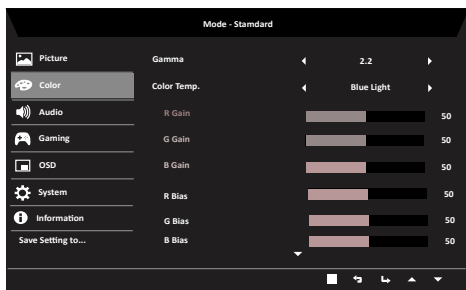 Mode - Stamdard
Picture
Gamma 2.2
Color
Color Temp. Blue Light
Audio
R Gain 50
Gaming
G Gain 50
OSD
B Gain 50
System
R Bias 50
Information
G Bias 50
Save Setting to...
B Bias 50